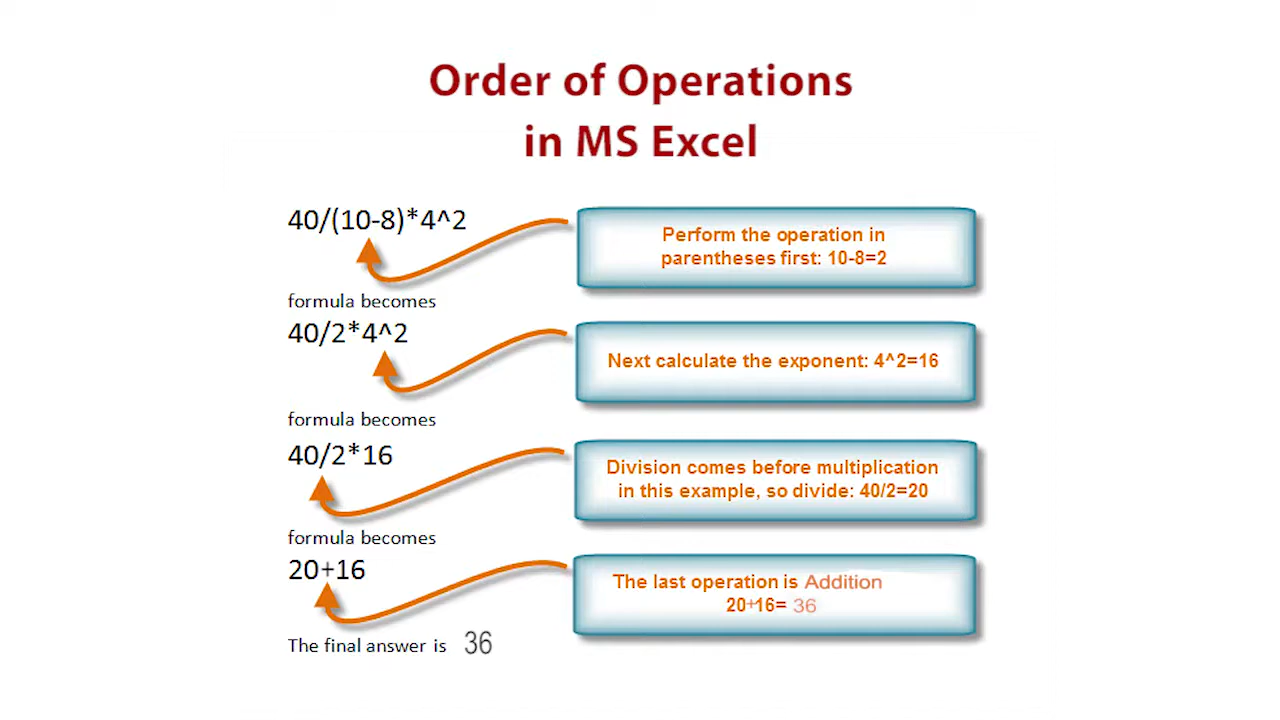 Order of Operations
in MS Excel
40/(10-8)*4^2
Perform the operation in
parentheses first: 10-8=2
formula becomes
40/2*4^2
Next calculate the exponent: 4^2=16
formula becomes
40/2*16
Division comes before multiplication
in this example, so divide: 40/2=20
formula becomes
20+16
The last operation is Addition
20+16= 36
The final answer is 36